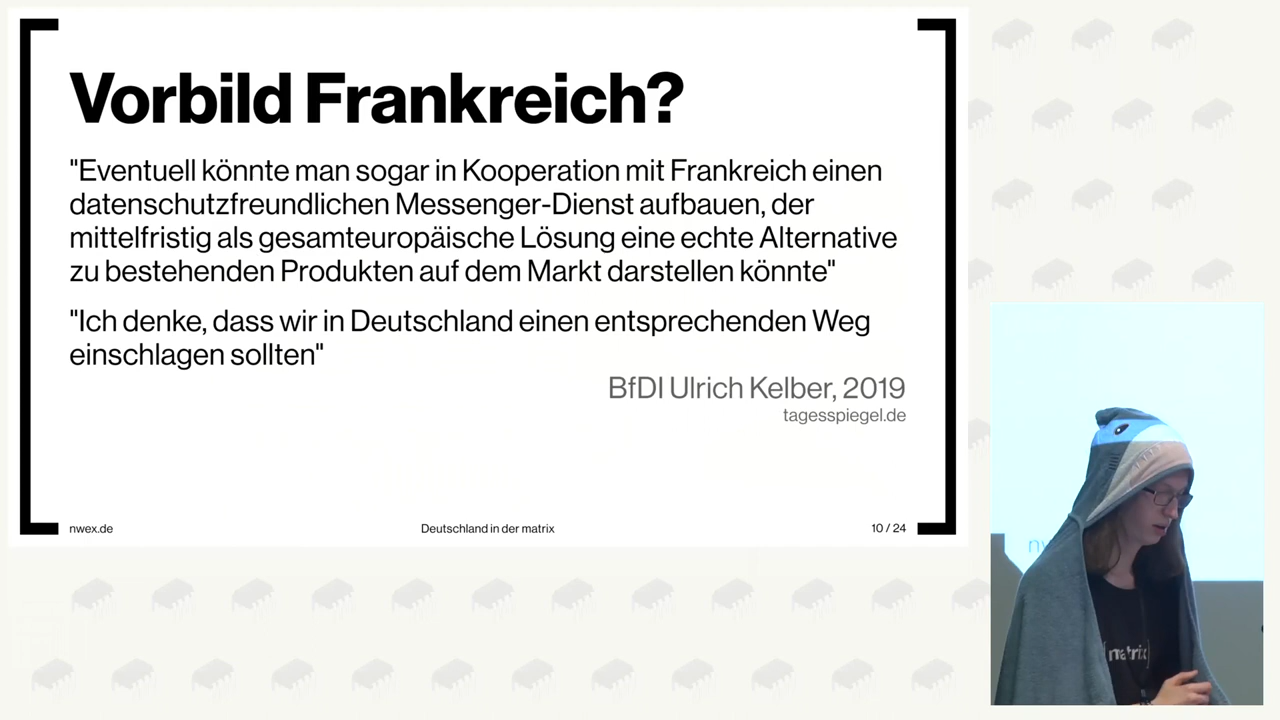 Vorbild Frankreich?
"Eventuell könnte man sogar in Kooperation mit Frankreich einen
datenschutzfreundlichen Messenger-Dienst aufbauen, der
mittelfristig als gesamteuropäische Lösung eine echte Alternative
zu bestehenden Produkten auf dem Markt darstellen könnte"
"Ich denke, dass wir in Deutschland einen entsprechenden Weg
einschlagen sollten"
BfDI Ulrich Kelber, 2019
tagesspiegel.de
nwex.de
Deutschland in der matrix
10 / 24
[matrix]